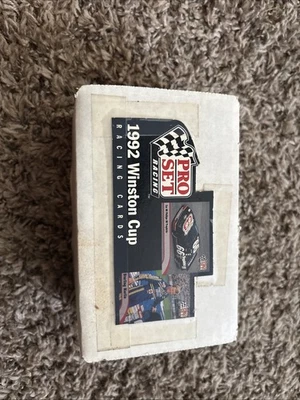 PRO
SET
RACING
1992 Winston Cup
RACING CARDS